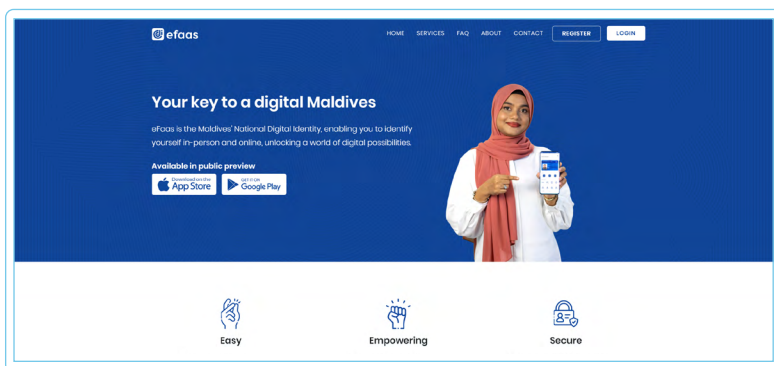 efaas
HOME SERVICES FAQ ABOUT CONTACT REGISTER LOGIN
Your key to a digital Maldives
eFaas is the Maldives' National Digital Identity, enabling you to identify
yourself in-person and online, unlocking a world of digital possibilities.
Available in public preview
Download on the
App Store
GET IT ON
Google Play
Easy
Empowering
Secure